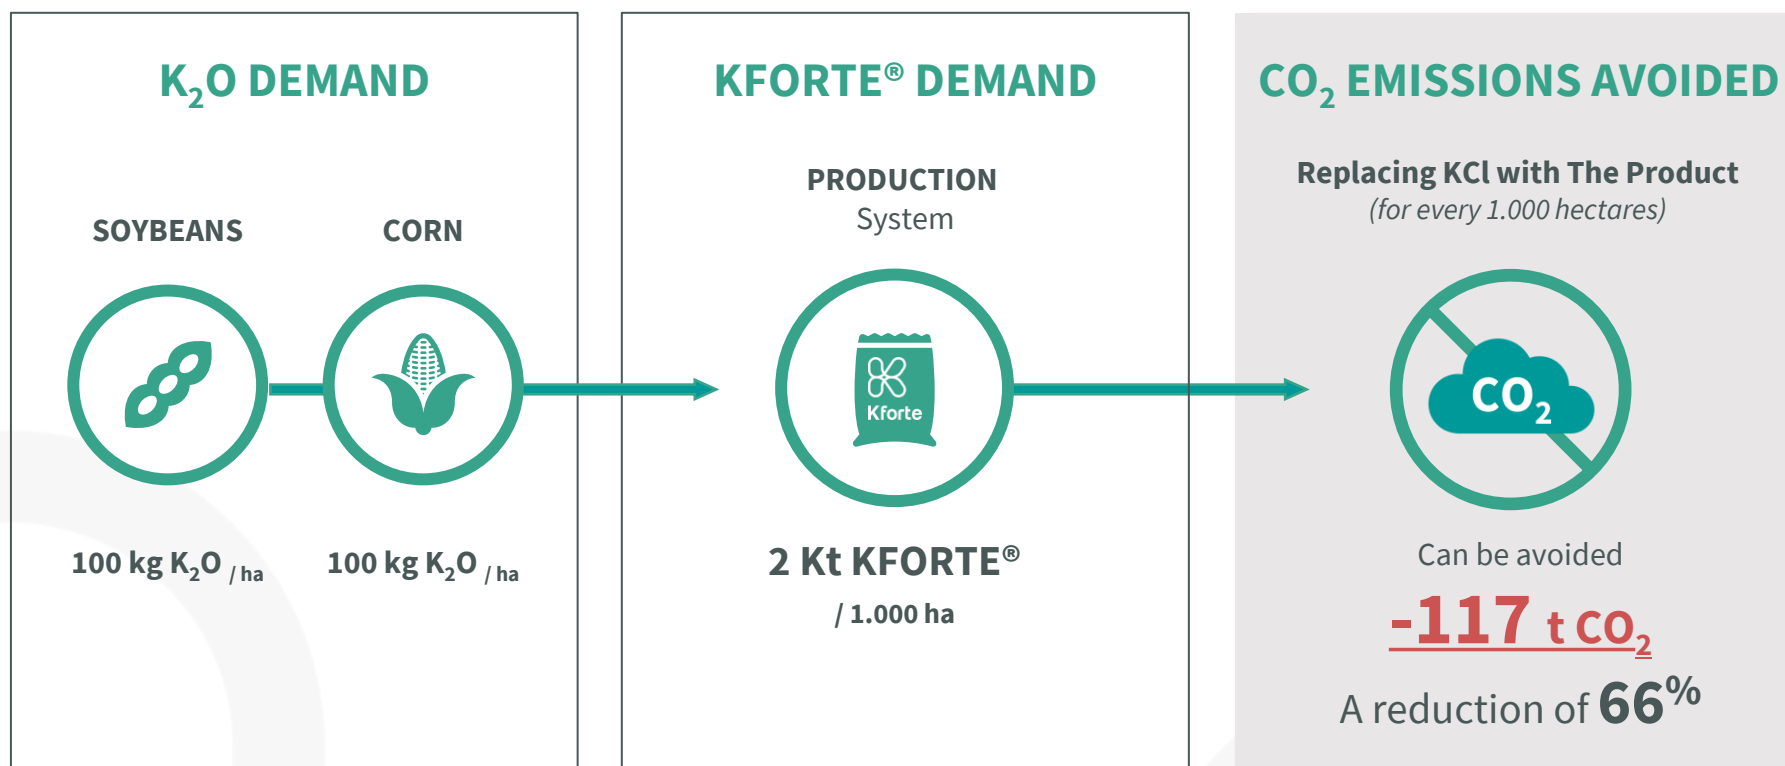 K₂O DEMAND
SOYBEANS
CORN
100 kg K₂O / ha
100 kg K₂O / ha
KFORTE® DEMAND
PRODUCTION
System
Kforte
2 Kt KFORTE®
/ 1.000 ha
CO₂ EMISSIONS AVOIDED
Replacing KCl with The Product
(for every 1.000 hectares)
CO₂
Can be avoided
-117 t CO₂
A reduction of 66%